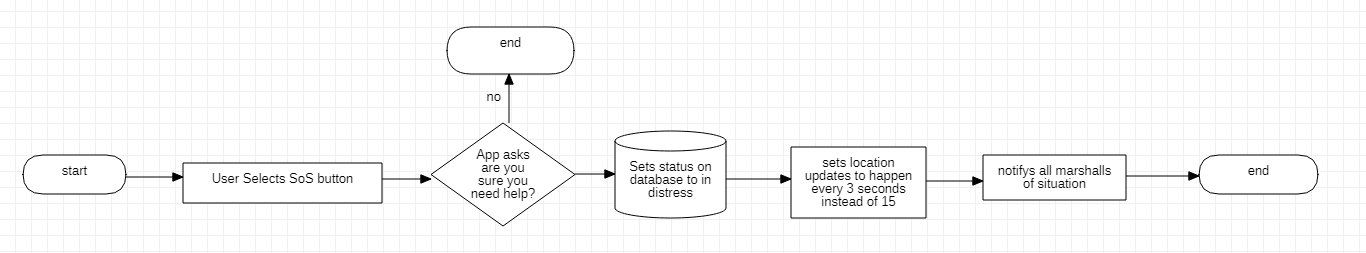 end
no
start
User Selects SoS button
App asks
are you
sure you
need help?
Sets status on
database to in
distress
sets location
updates to happen
every 3 seconds
instead of 15
notifys all marshalls
of situation
end